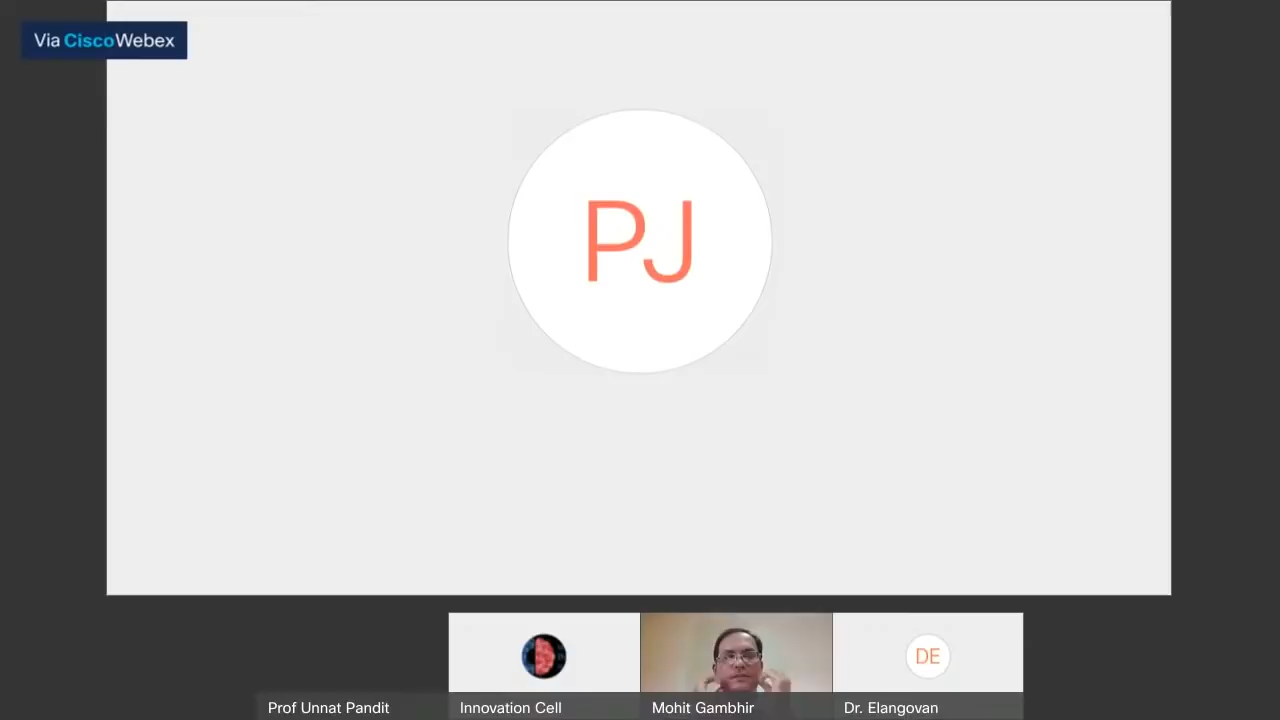 Via CiscoWebex
PJ
DE
Prof Unnat Pandit
Innovation Cell
Mohit Gambhir
Dr. Elangovan